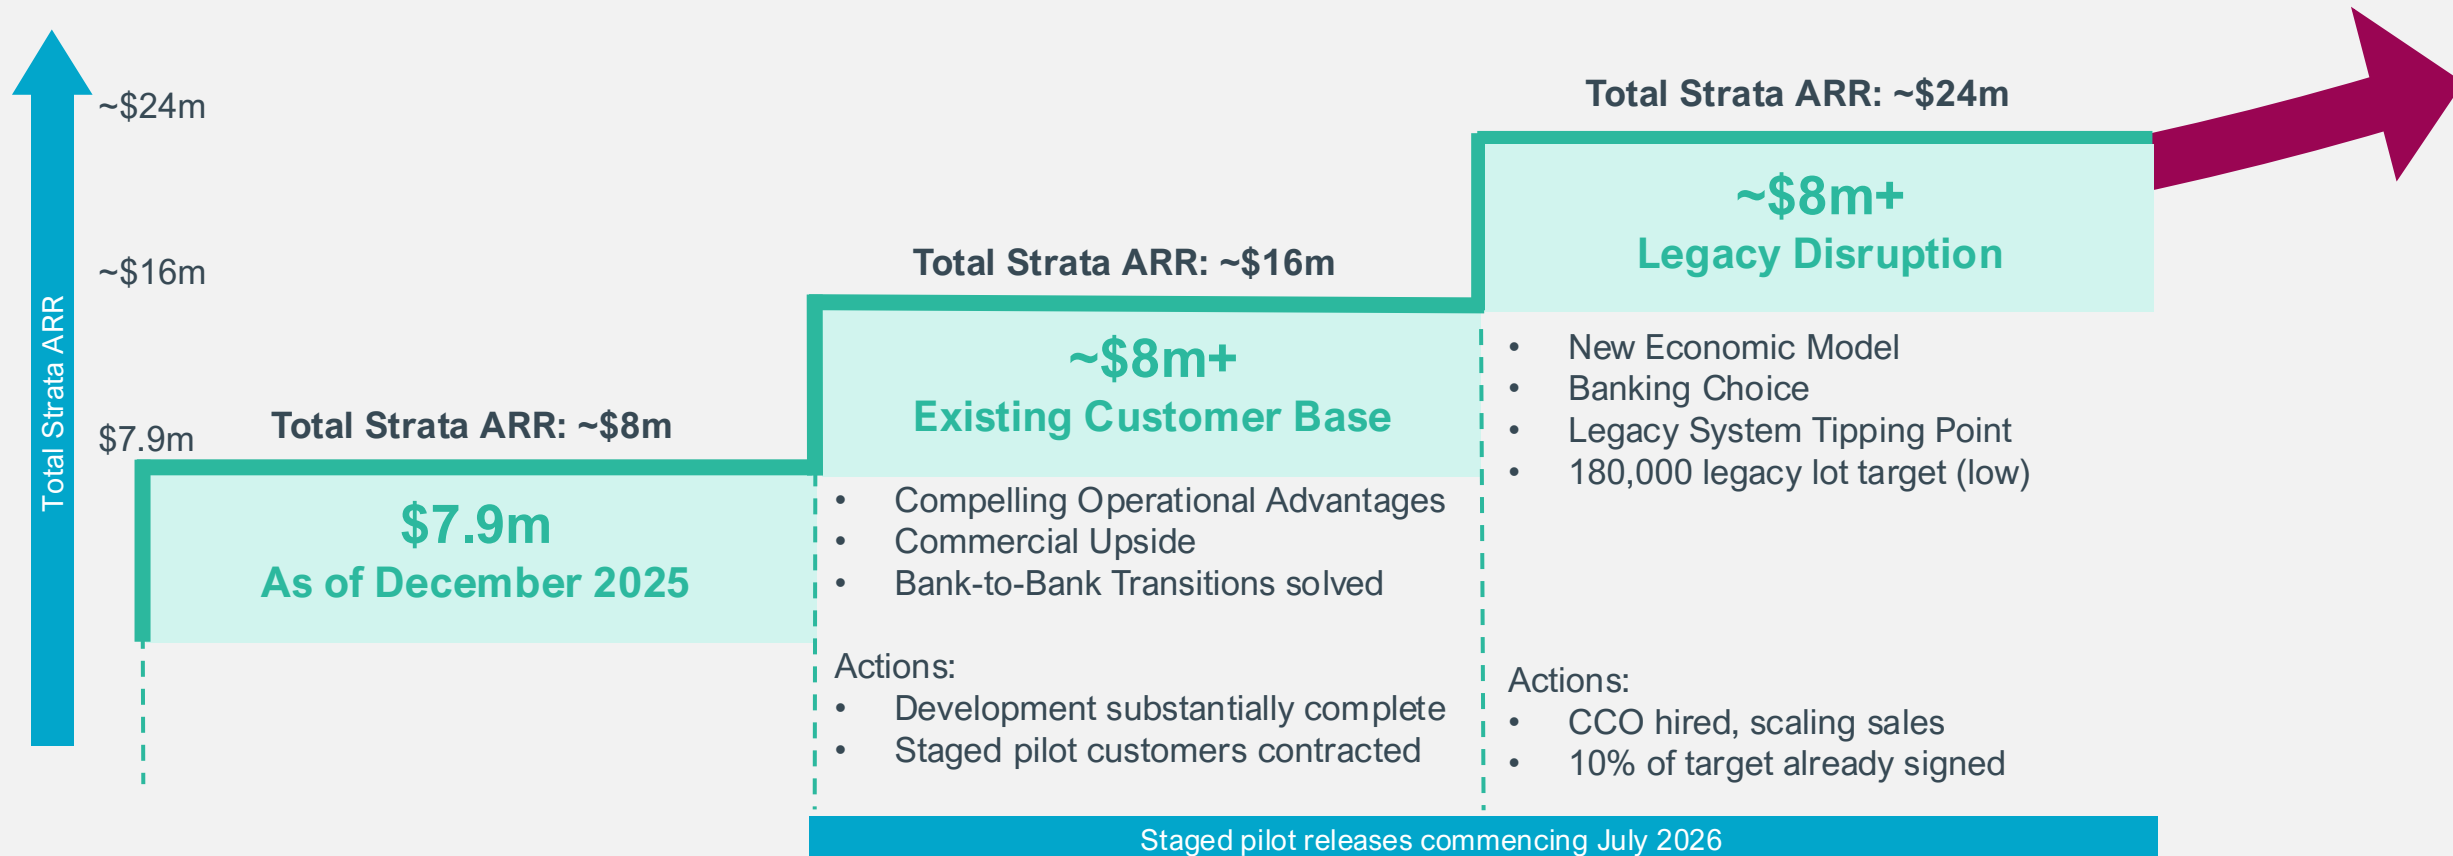 Total Strata ARR
~$24m
~$16m
$7.9m
Total Strata ARR: ~$8m
$7.9m
As of December 2025
Total Strata ARR: ~$16m
~$8m+
Existing Customer Base
• Compelling Operational Advantages
• Commercial Upside
• Bank-to-Bank Transitions solved
Actions:
• Development substantially complete
• Staged pilot customers contracted
Total Strata ARR: ~$24m
~$8m+
Legacy Disruption
• New Economic Model
• Banking Choice
• Legacy System Tipping Point
• 180,000 legacy lot target (low)
Actions:
• CCO hired, scaling sales
• 10% of target already signed
Staged pilot releases commencing July 2026